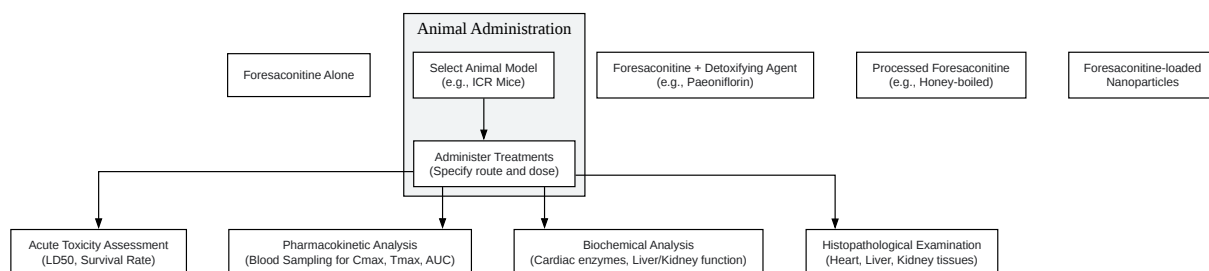 Animal Administration
Foresaconitine Alone
Select Animal Model
(e.g., ICR Mice)
Foresaconitine + Detoxifying Agent
(e.g., Paeoniflorin)
Processed Foresaconitine
(e.g., Honey-boiled)
Foresaconitine-loaded
Nanoparticles
Administer Treatments
(Specify route and dose)
Acute Toxicity Assessment
(LD50, Survival Rate)
Pharmacokinetic Analysis
(Blood Sampling for Cmax, Tmax, AUC)
Biochemical Analysis
(Cardiac enzymes, Liver/Kidney function)
Histopathological Examination
(Heart, Liver, Kidney tissues)